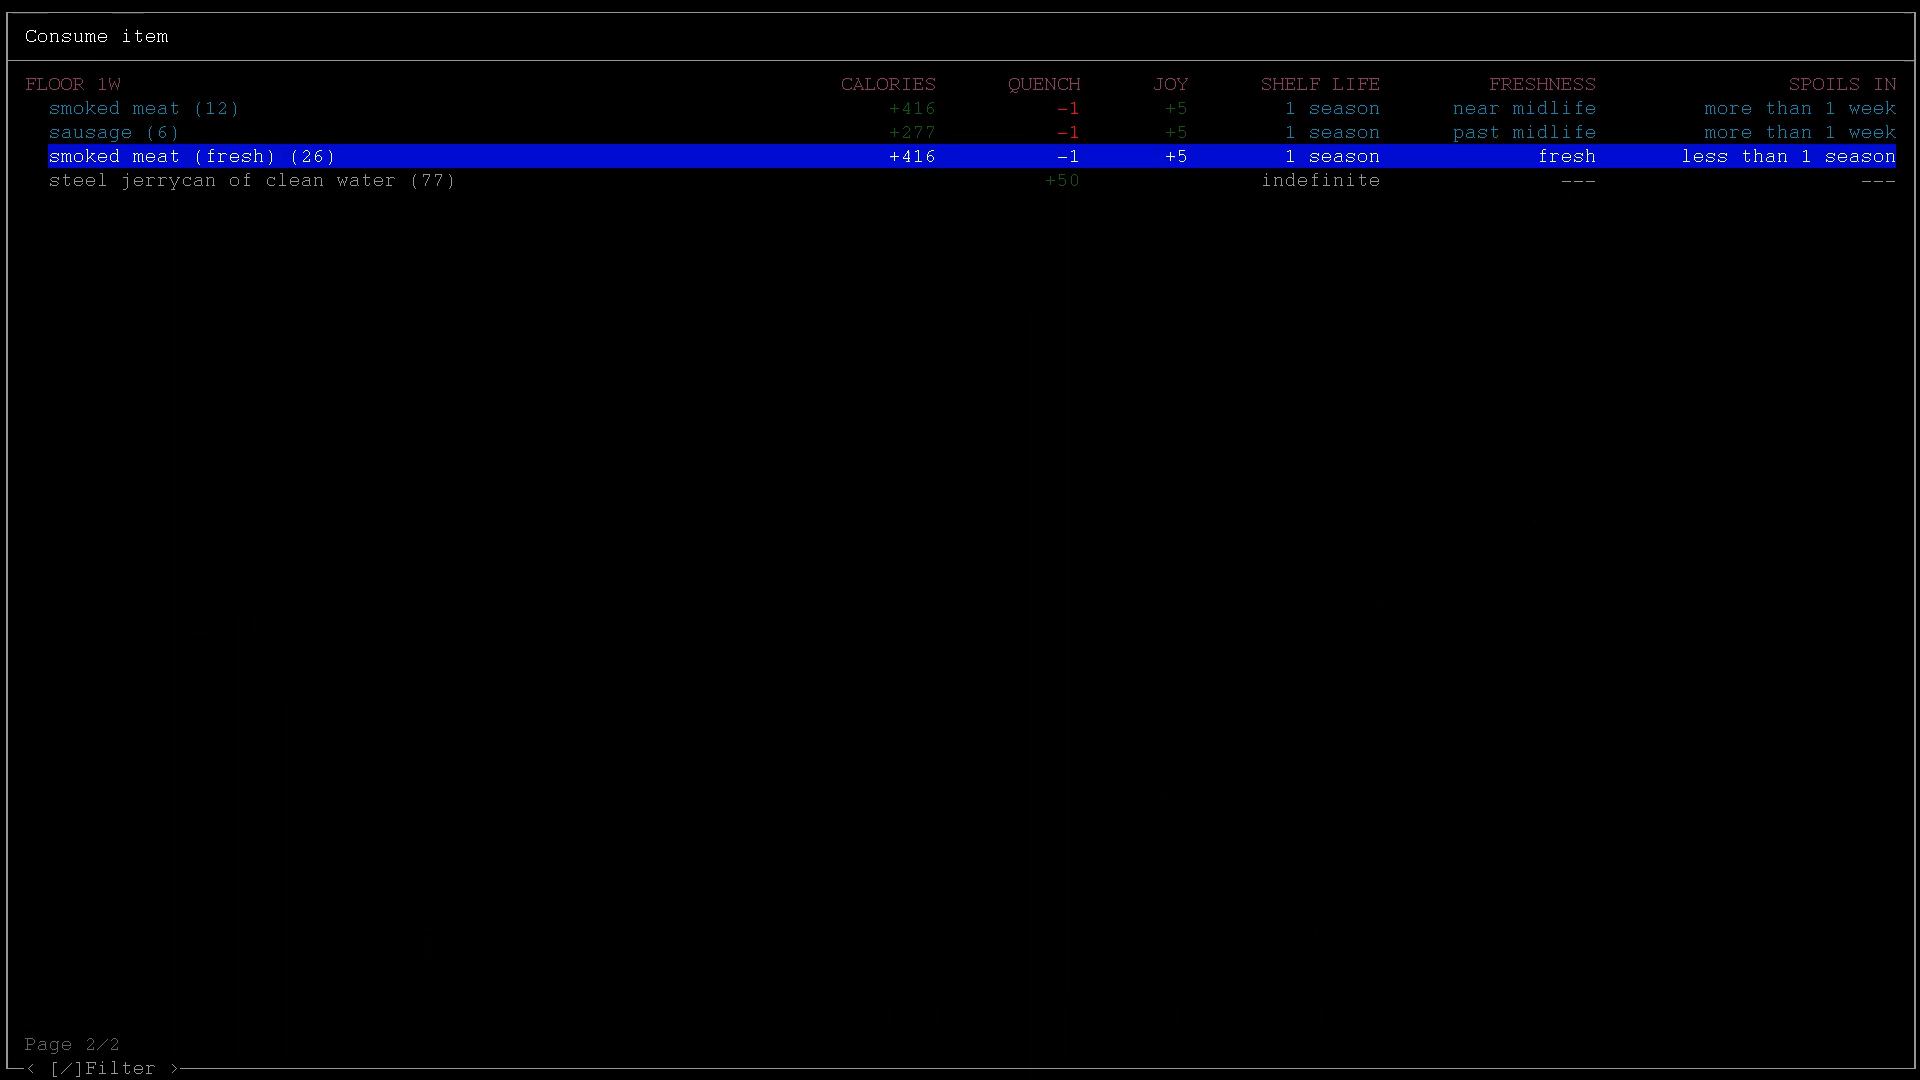 Consume item
FLOOR 1W CALORIES QUENCH JOY SHELF LIFE FRESHNESS SPOILS IN
smoked meat (12) +416 -1 +5 1 season near midlife more than 1 week
sausage (6) +277 -1 +5 1 season past midlife more than 1 week
smoked meat (fresh) (26) +416 -1 +5 1 season fresh less than 1 season
steel jerrycan of clean water (77) +50 indefinite --- ---
Page 2/2
< [/]Filter >